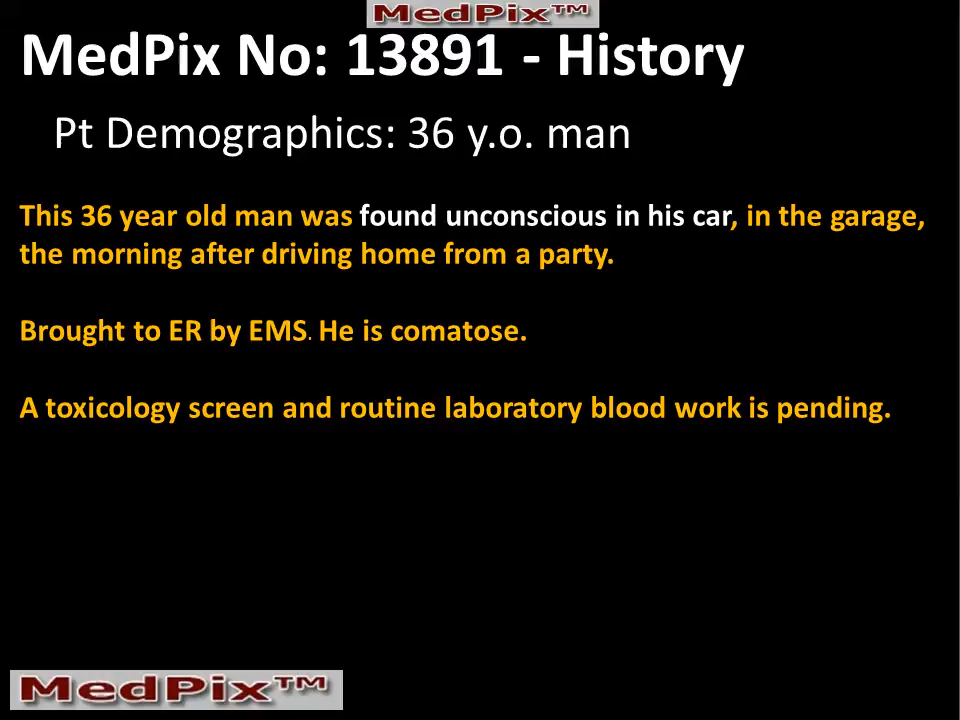 MedPix™
MedPix No: 13891 - History
Pt Demographics: 36 y.o. man
This 36 year old man was found unconscious in his car, in the garage,
the morning after driving home from a party.
Brought to ER by EMS. He is comatose.
A toxicology screen and routine laboratory blood work is pending.
MedPix™